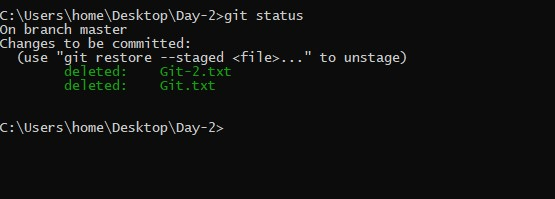 C:\Users\home\Desktop\Day-2>git status
On branch master
Changes to be committed:
  (use "git restore --staged <file>..." to unstage)
        deleted:    Git-2.txt
        deleted:    Git.txt
C:\Users\home\Desktop\Day-2>